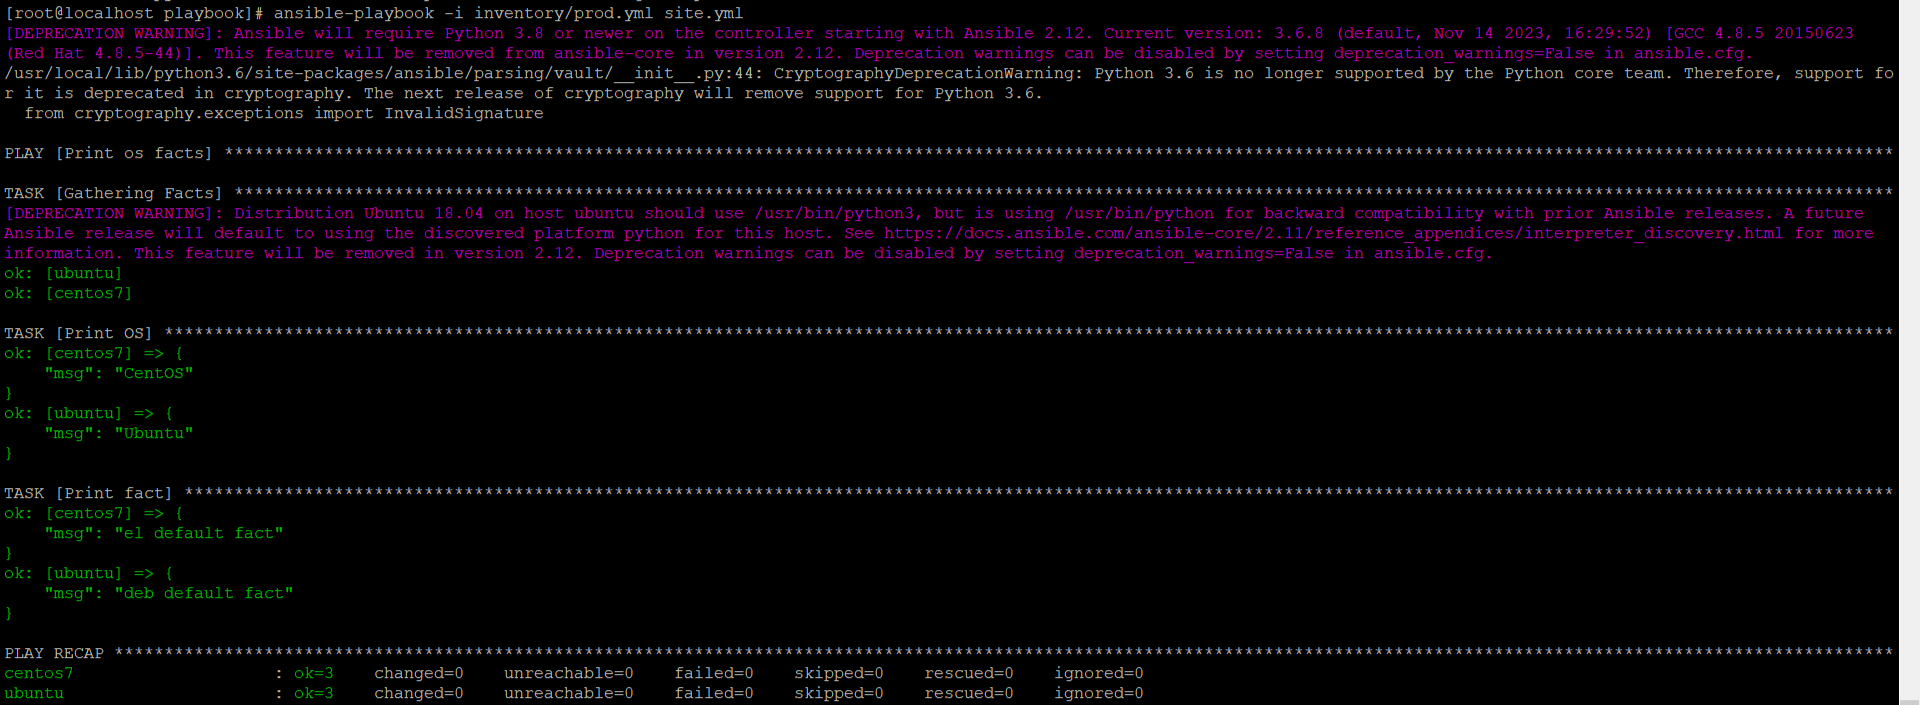 [root@localhost playbook]# ansible-playbook -i inventory/prod.yml site.yml
[DEPRECATION WARNING]: Ansible will require Python 3.8 or newer on the controller starting with Ansible 2.12. Current version: 3.6.8 (default, Nov 14 2023, 16:29:52) [GCC 4.8.5 20150623
(Red Hat 4.8.5-44)]. This feature will be removed from ansible-core in version 2.12. Deprecation warnings can be disabled by setting deprecation_warnings=False in ansible.cfg.
/usr/local/lib/python3.6/site-packages/ansible/parsing/vault/__init__.py:44: CryptographyDeprecationWarning: Python 3.6 is no longer supported by the Python core team. Therefore, support fo
r it is deprecated in cryptography. The next release of cryptography will remove support for Python 3.6.
  from cryptography.exceptions import InvalidSignature
PLAY [Print os facts] ***********************************************************************************************************************************************************************
TASK [Gathering Facts] **********************************************************************************************************************************************************************
[DEPRECATION WARNING]: Distribution Ubuntu 18.04 on host ubuntu should use /usr/bin/python3, but is using /usr/bin/python for backward compatibility with prior Ansible releases. A future
Ansible release will default to using the discovered platform python for this host. See https://docs.ansible.com/ansible-core/2.11/reference_appendices/interpreter_discovery.html for more
information. This feature will be removed in version 2.12. Deprecation warnings can be disabled by setting deprecation_warnings=False in ansible.cfg.
ok: [ubuntu]
ok: [centos7]
TASK [Print OS] *****************************************************************************************************************************************************************************
ok: [centos7] => {
    "msg": "CentOS"
}
ok: [ubuntu] => {
    "msg": "Ubuntu"
}
TASK [Print fact] ***************************************************************************************************************************************************************************
ok: [centos7] => {
    "msg": "el default fact"
}
ok: [ubuntu] => {
    "msg": "deb default fact"
}
PLAY RECAP **********************************************************************************************************************************************************************************
centos7                    : ok=3    changed=0    unreachable=0    failed=0    skipped=0    rescued=0    ignored=0
ubuntu                     : ok=3    changed=0    unreachable=0    failed=0    skipped=0    rescued=0    ignored=0